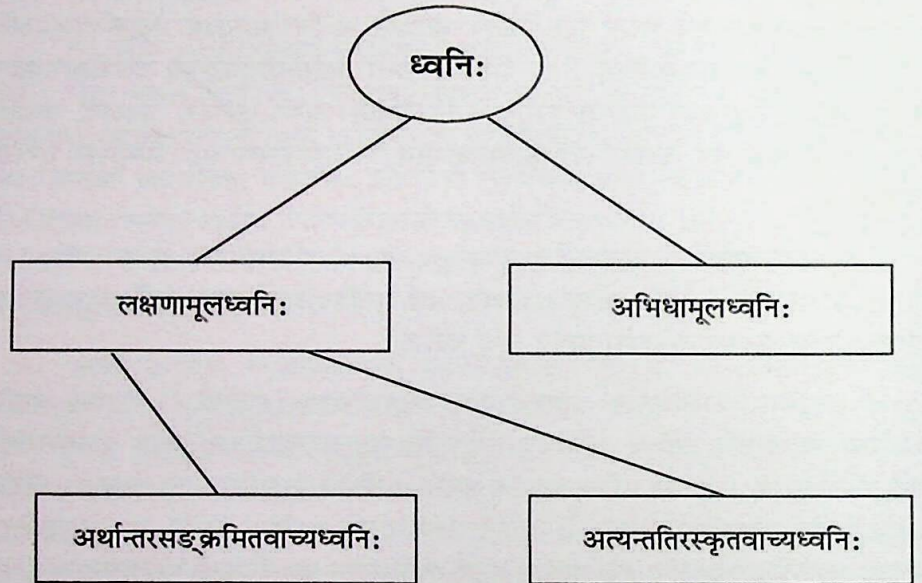 ध्वनिः
लक्षणामूलध्वनिः
अभिधामूलध्वनिः
अर्थान्तरसङ्क्रमितवाच्यध्वनिः
अत्यन्ततिरस्कृतवाच्यध्वनिः